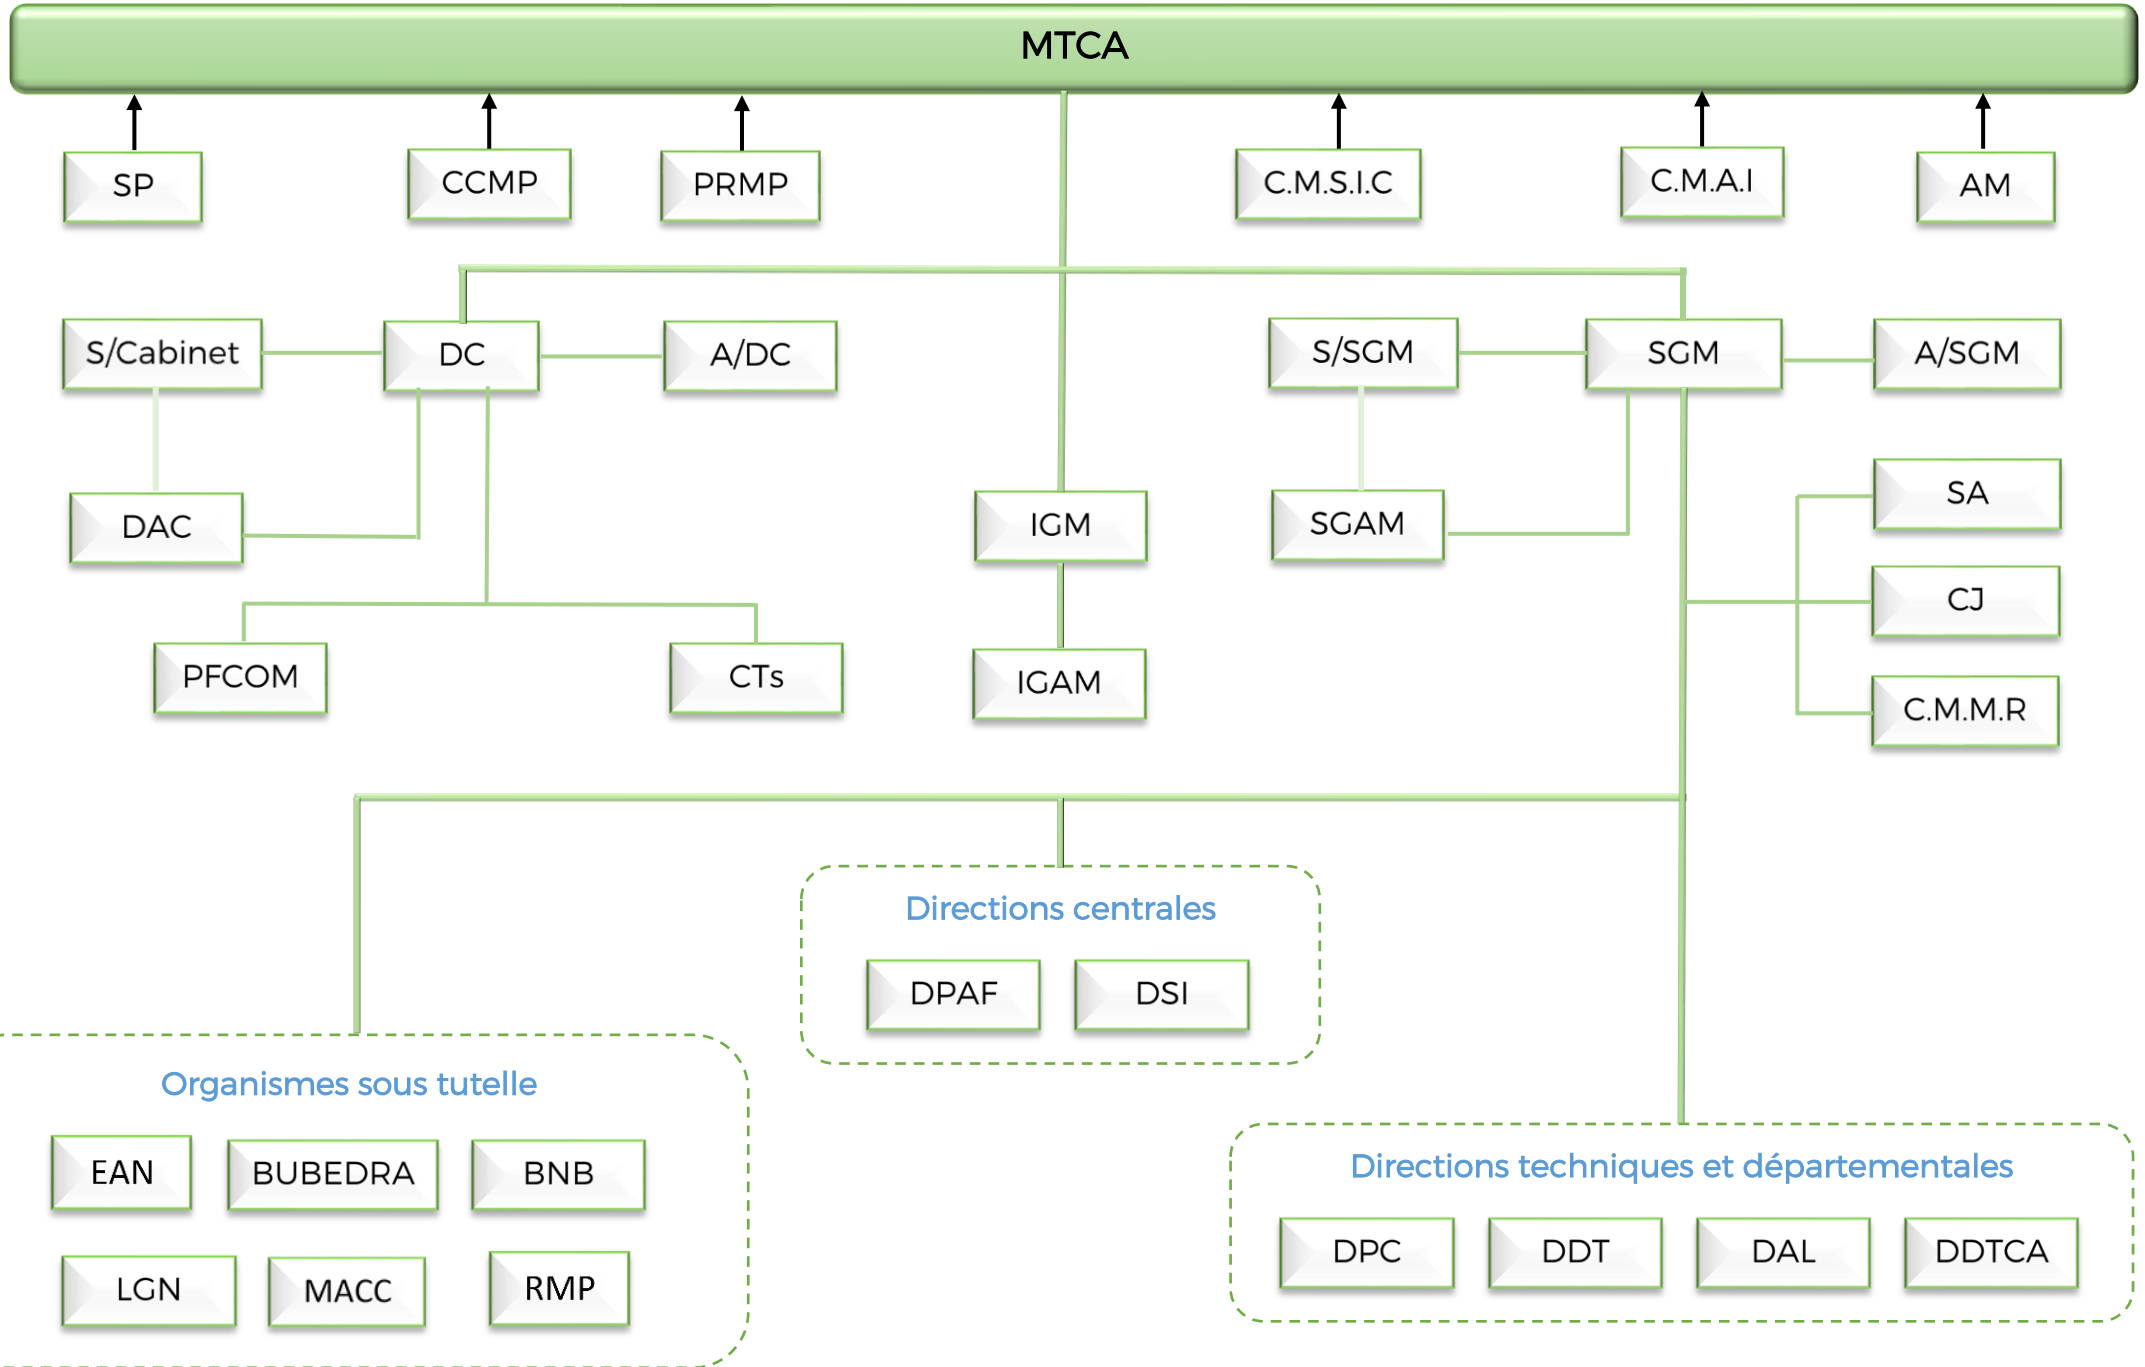 MTCA
SP
CCMP
PRMP
C.M.S.I.C
C.M.A.I
AM
S/Cabinet
DC
A/DC
S/SGM
SGM
A/SGM
DAC
IGM
SGAM
SA
CJ
PFCOM
CTs
IGAM
C.M.M.R
Directions centrales
DPAF
DSI
Organismes sous tutelle
EAN
BUBEDRA
BNB
LGN
MACC
RMP
Directions techniques et départementales
DPC
DDT
DAL
DDTCA